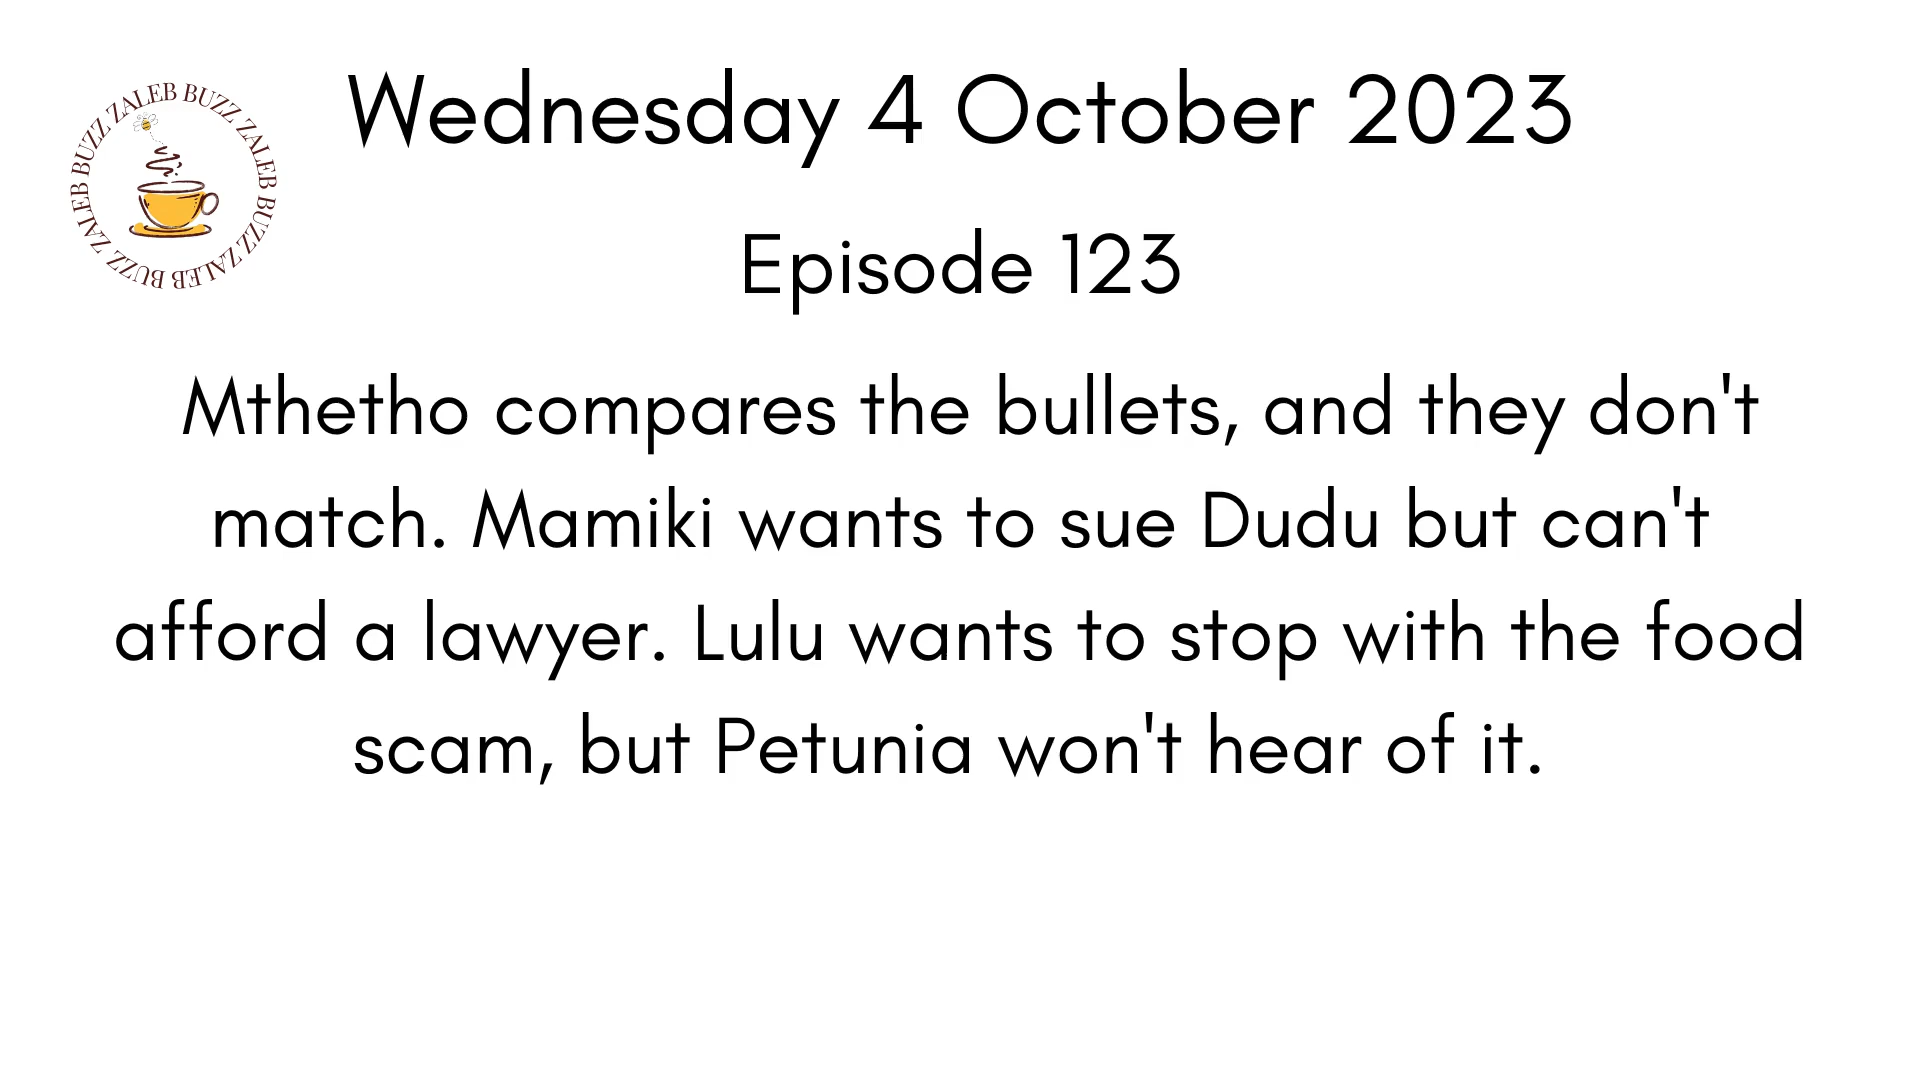 ZALEB BUZZ ZALEB BUZZ ZALEB BUZZ ZALEB BUZZ
Wednesday 4 October 2023
Episode 123
Mthetho compares the bullets, and they don't
match. Mamiki wants to sue Dudu but can't
afford a lawyer. Lulu wants to stop with the food
scam, but Petunia won't hear of it.